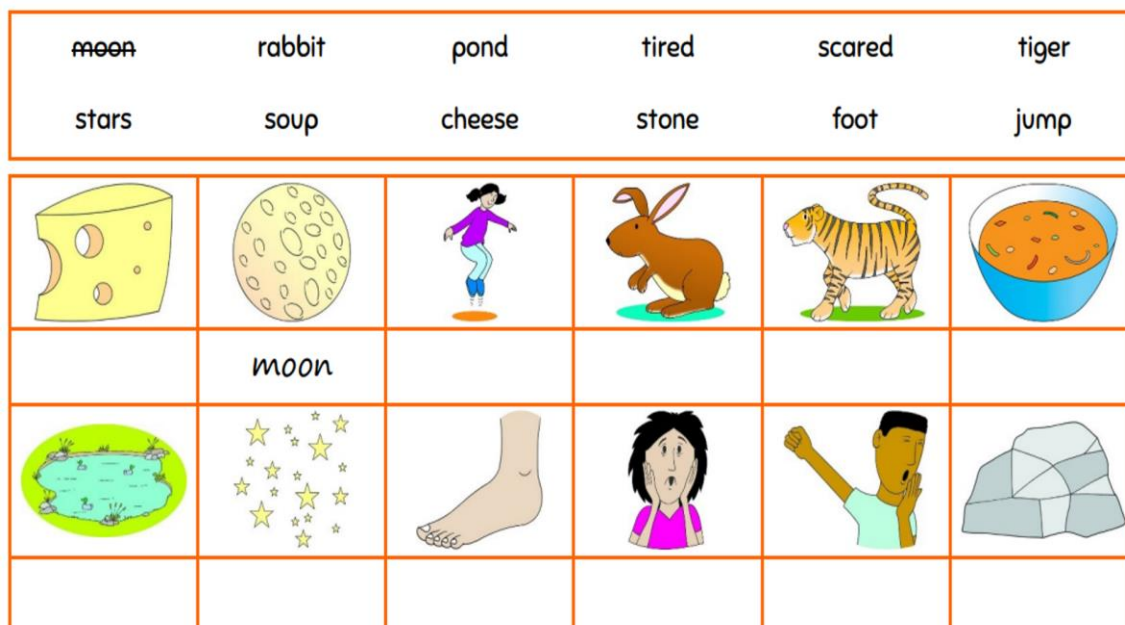 moon rabbit pond tired scared tiger
stars soup cheese stone foot jump
moon